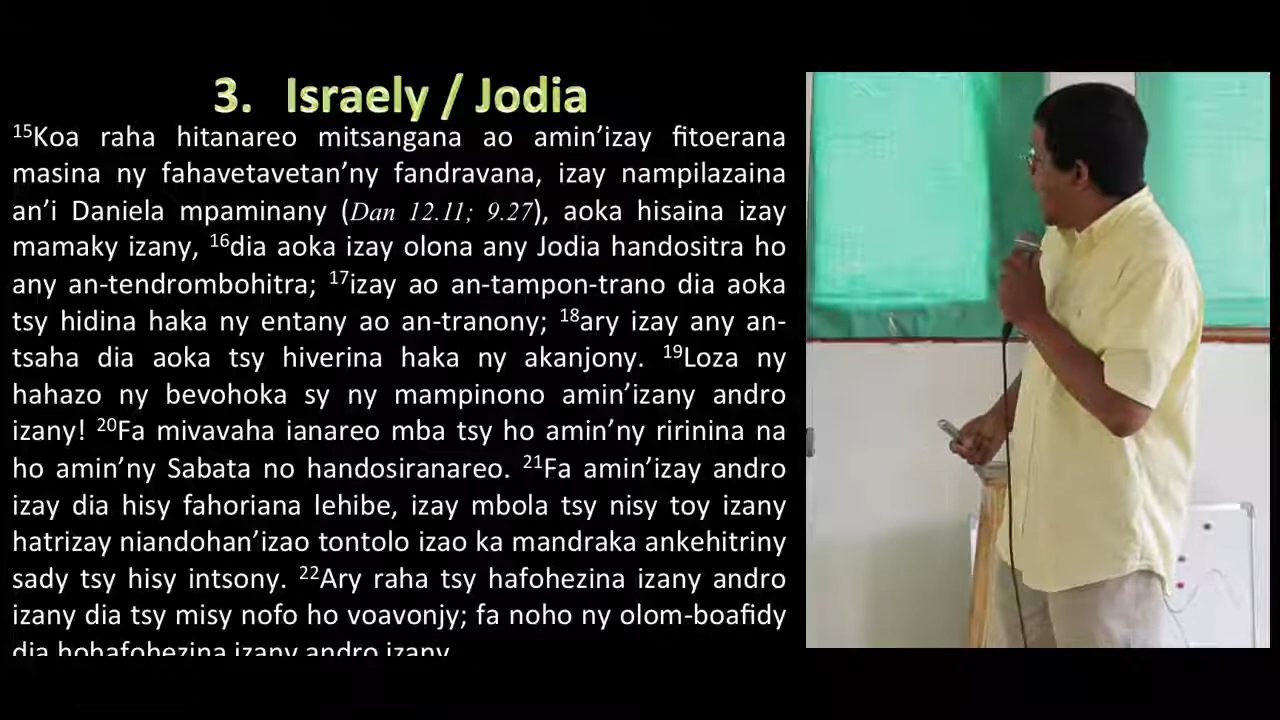 3. Israely / Jodia
15Koa raha hitanareo mitsangana ao amin’izay fitoerana
masina ny fahavetavetan’ny fandravana, izay nampilazaina
an’i Daniela mpaminany (Dan 12.11; 9.27), aoka hisaina izay
mamaky izany, 16dia aoka izay olona any Jodia handositra ho
any an-tendrombohitra; 17izay ao an-tampon-trano dia aoka
tsy hidina haka ny entany ao an-tranony; 18ary izay any an-
tsaha dia aoka tsy hiverina haka ny akanjony. 19Loza ny
hahazo ny bevohoka sy ny mampinono amin’izany andro
izany! 20Fa mivavaha ianareo mba tsy ho amin’ny ririnina na
ho amin’ny Sabata no handosiranareo. 21Fa amin’izay andro
izay dia hisy fahoriana lehibe, izay mbola tsy nisy toy izany
hatrizay niandohan’izao tontolo izao ka mandraka ankehitriny
sady tsy hisy intsony. 22Ary raha tsy hafohezina izany andro
izany dia tsy misy nofo ho voavonjy; fa noho ny olom-boafidy
dia hohafohezina izany andro izany.